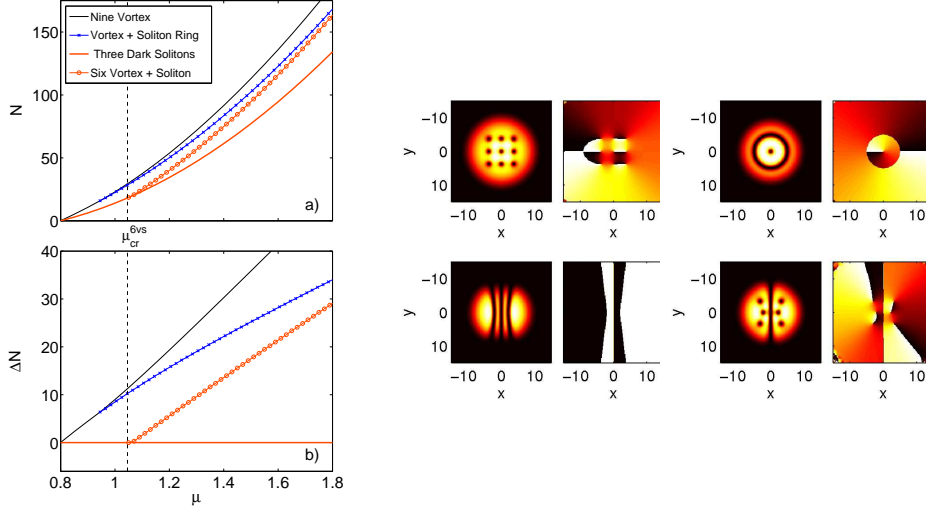 Nine Vortex
Vortex + Soliton Ring
Three Dark Solitons
Six Vortex + Soliton
N
150
100
50
0
a)
μ_cr^6vs
ΔN
40
30
20
10
0
b)
0.8 1 1.2 1.4 1.6 1.8
μ
y
-10
0
10
-10 0 10
x
-10 0 10
x
y
-10
0
10
-10 0 10
x
-10 0 10
x
y
-10
0
10
-10 0 10
x
-10 0 10
x
y
-10
0
10
-10 0 10
x
-10 0 10
x